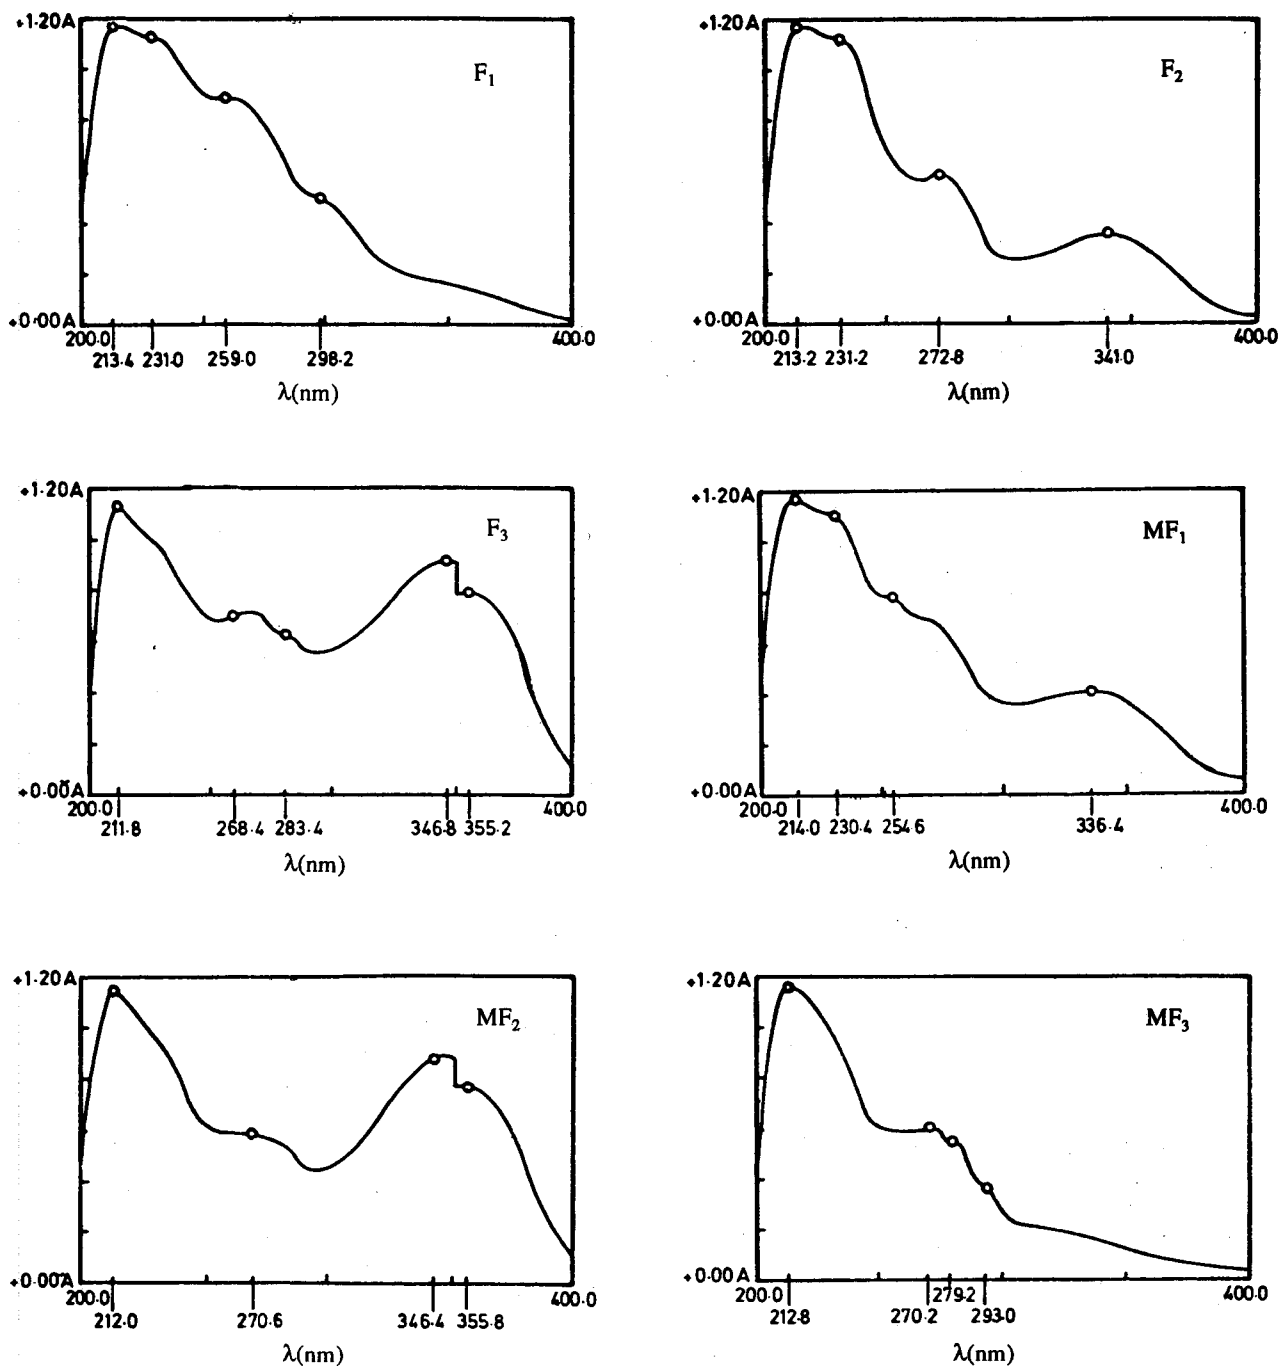 +1·20A
F₁
+0·00A
200.0
400.0
213·4 231·0 259·0 298·2
λ(nm)
+1·20A
F₂
+0·00A
200·0
400·0
213·2 231·2 272·8 341·0
λ(nm)
+1·20A
F₃
+0·00A
200·0
400·0
211·8 268·4 283·4 346·8 355·2
λ(nm)
+1·20A
MF₁
+0·00A
200·0
400·0
214·0 230·4 254·6 336·4
λ(nm)
+1·20A
MF₂
+0·00A
200·0
400·0
212·0 270·6 346·4 355·8
λ(nm)
+1·20A
MF₃
+0·00A
200·0
400·0
279·2
212·8 270·2 293·0
λ(nm)